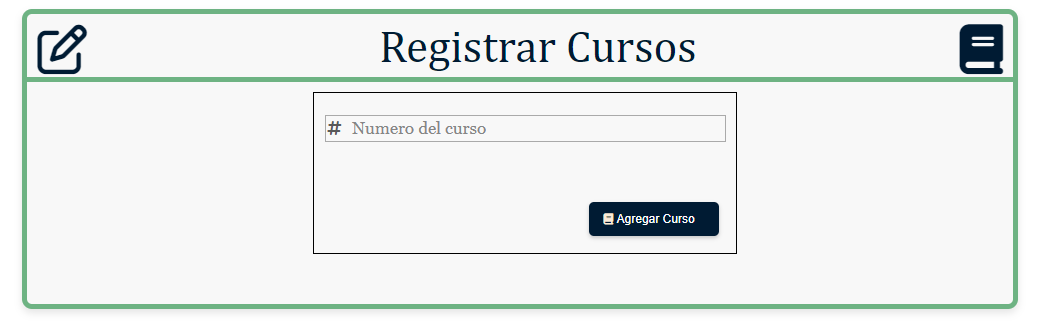 Registrar Cursos
# Numero del curso
Agregar Curso